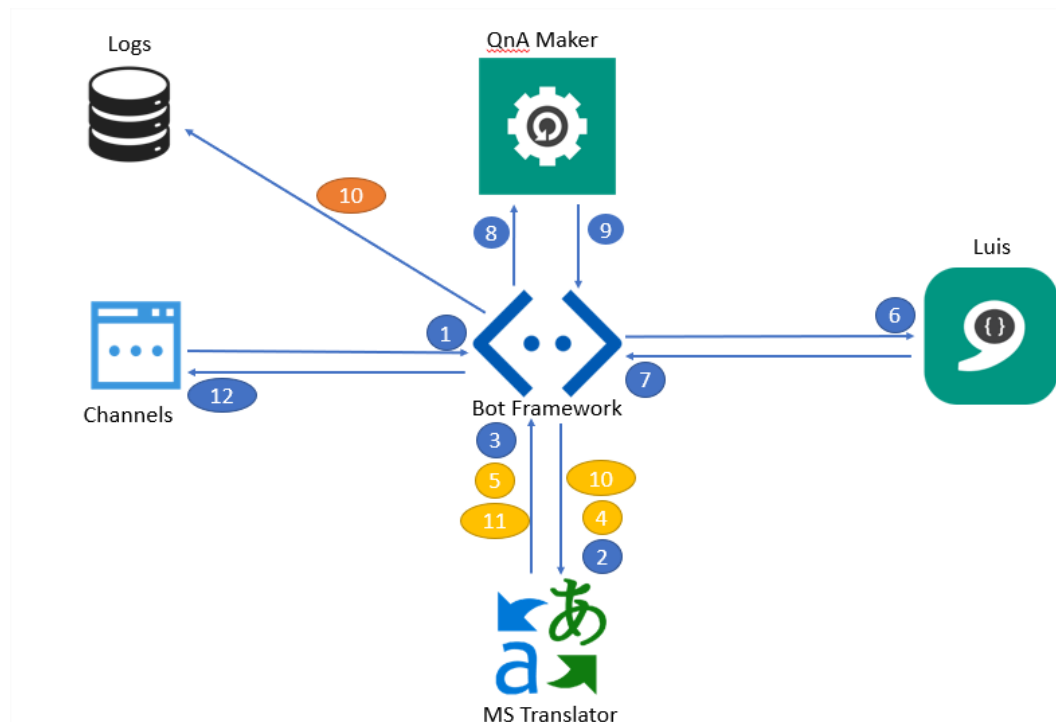 QnA Maker
Logs
10
8
9
Luis
1
6
{ }
12
7
Channels
Bot Framework
3
5
10
11
4
2
あ
a
MS Translator